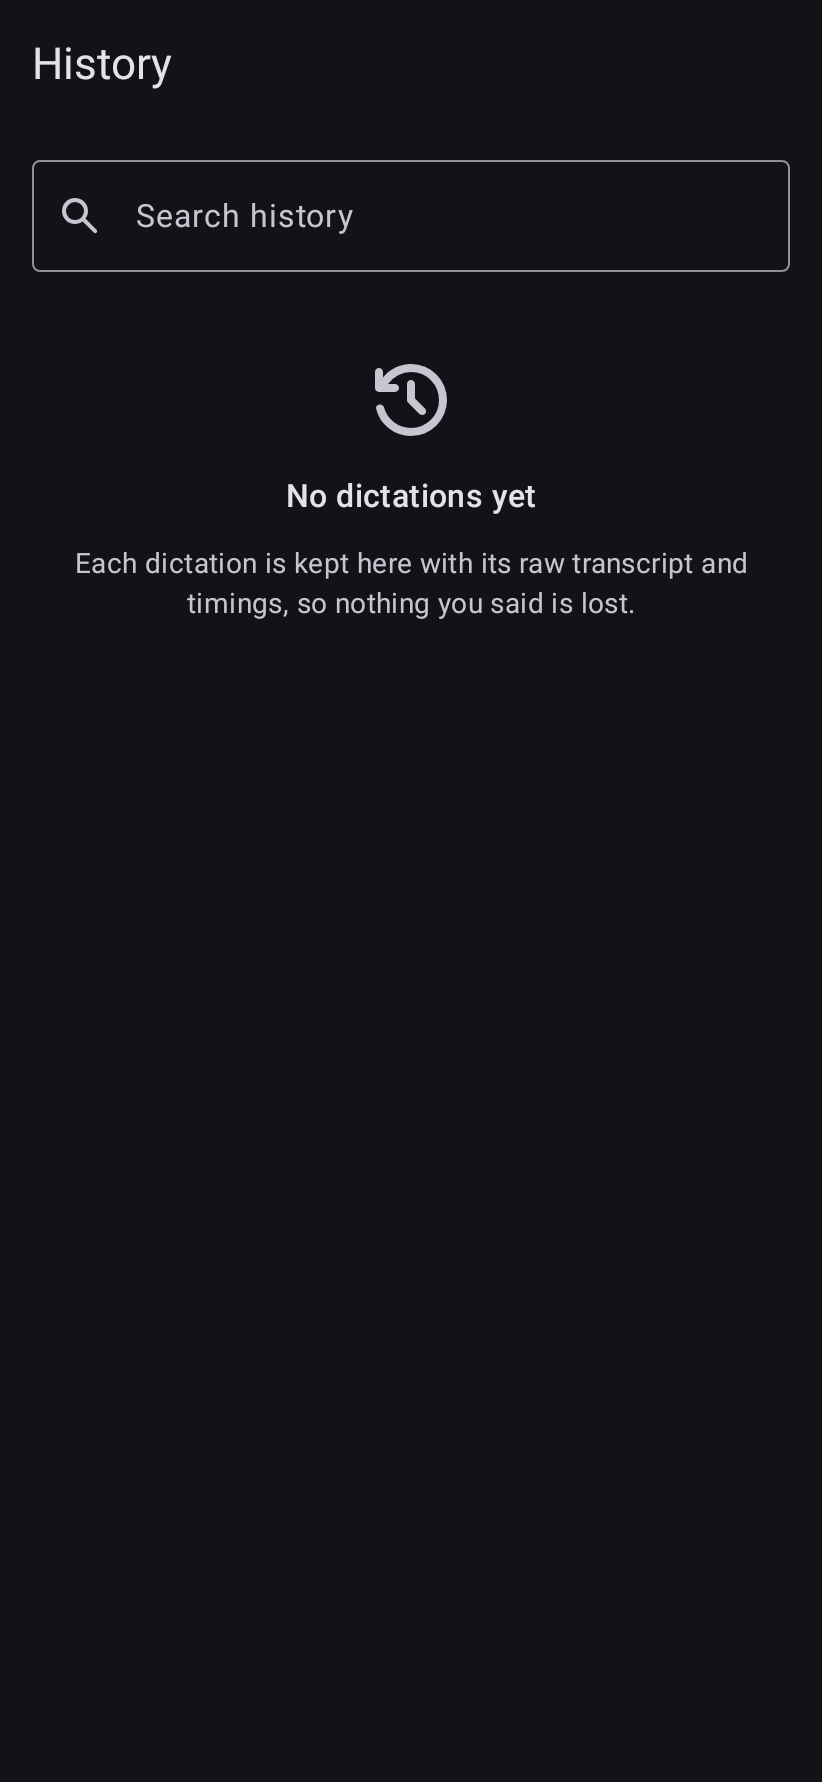 History
Search history
No dictations yet
Each dictation is kept here with its raw transcript and
timings, so nothing you said is lost.